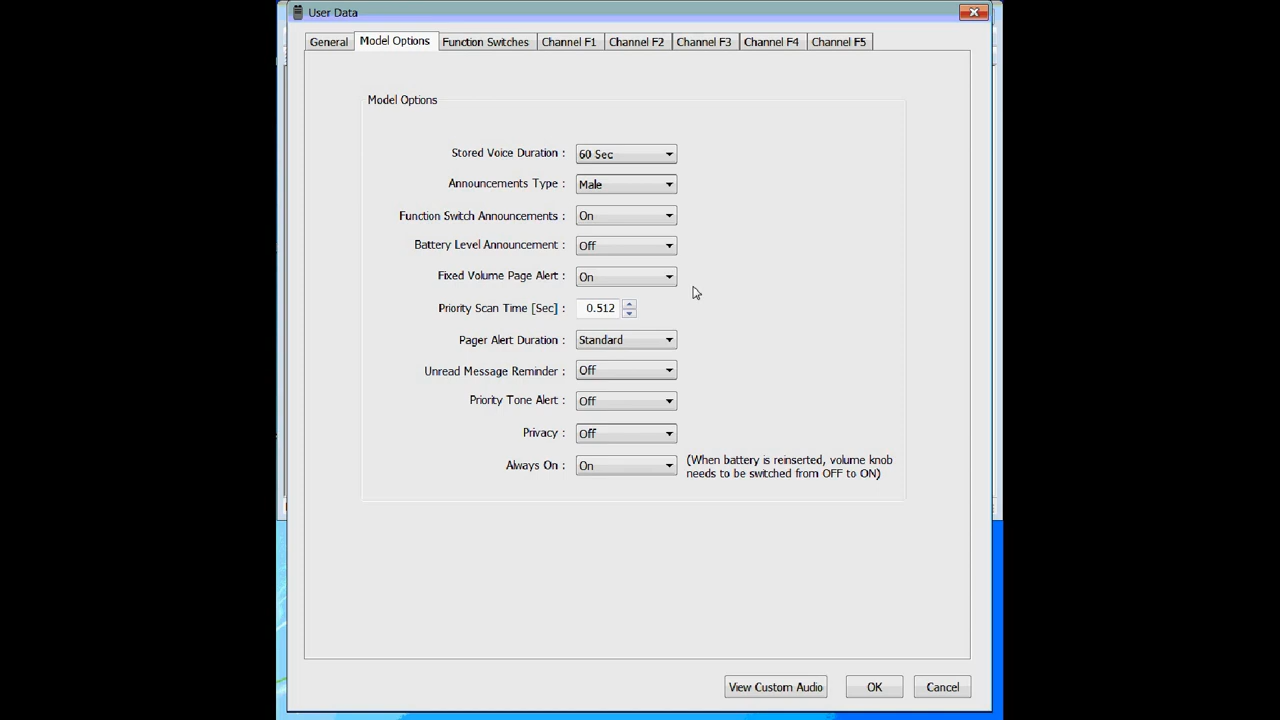 User Data
General Model Options Function Switches Channel F1 Channel F2 Channel F3 Channel F4 Channel F5
Model Options
Stored Voice Duration : 60 Sec
Announcements Type : Male
Function Switch Announcements : On
Battery Level Announcement : Off
Fixed Volume Page Alert : On
Priority Scan Time [Sec] : 0.512
Pager Alert Duration : Standard
Unread Message Reminder : Off
Priority Tone Alert : Off
Privacy : Off
Always On : On (When battery is reinserted, volume knob
needs to be switched from OFF to ON)
View Custom Audio OK Cancel